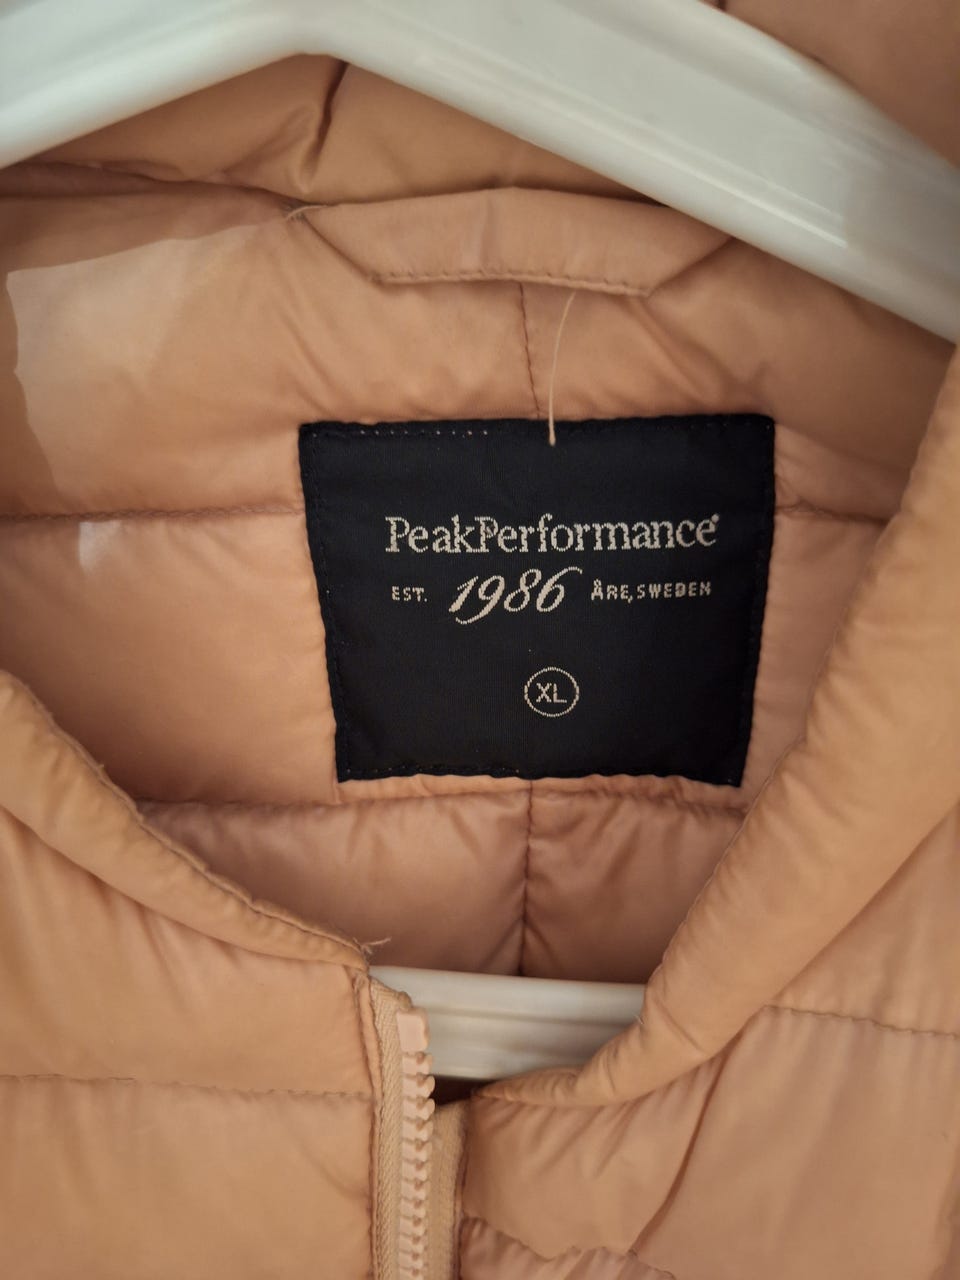 PeakPerformance®
EST. 1986 ÅRE, SWEDEN
XL